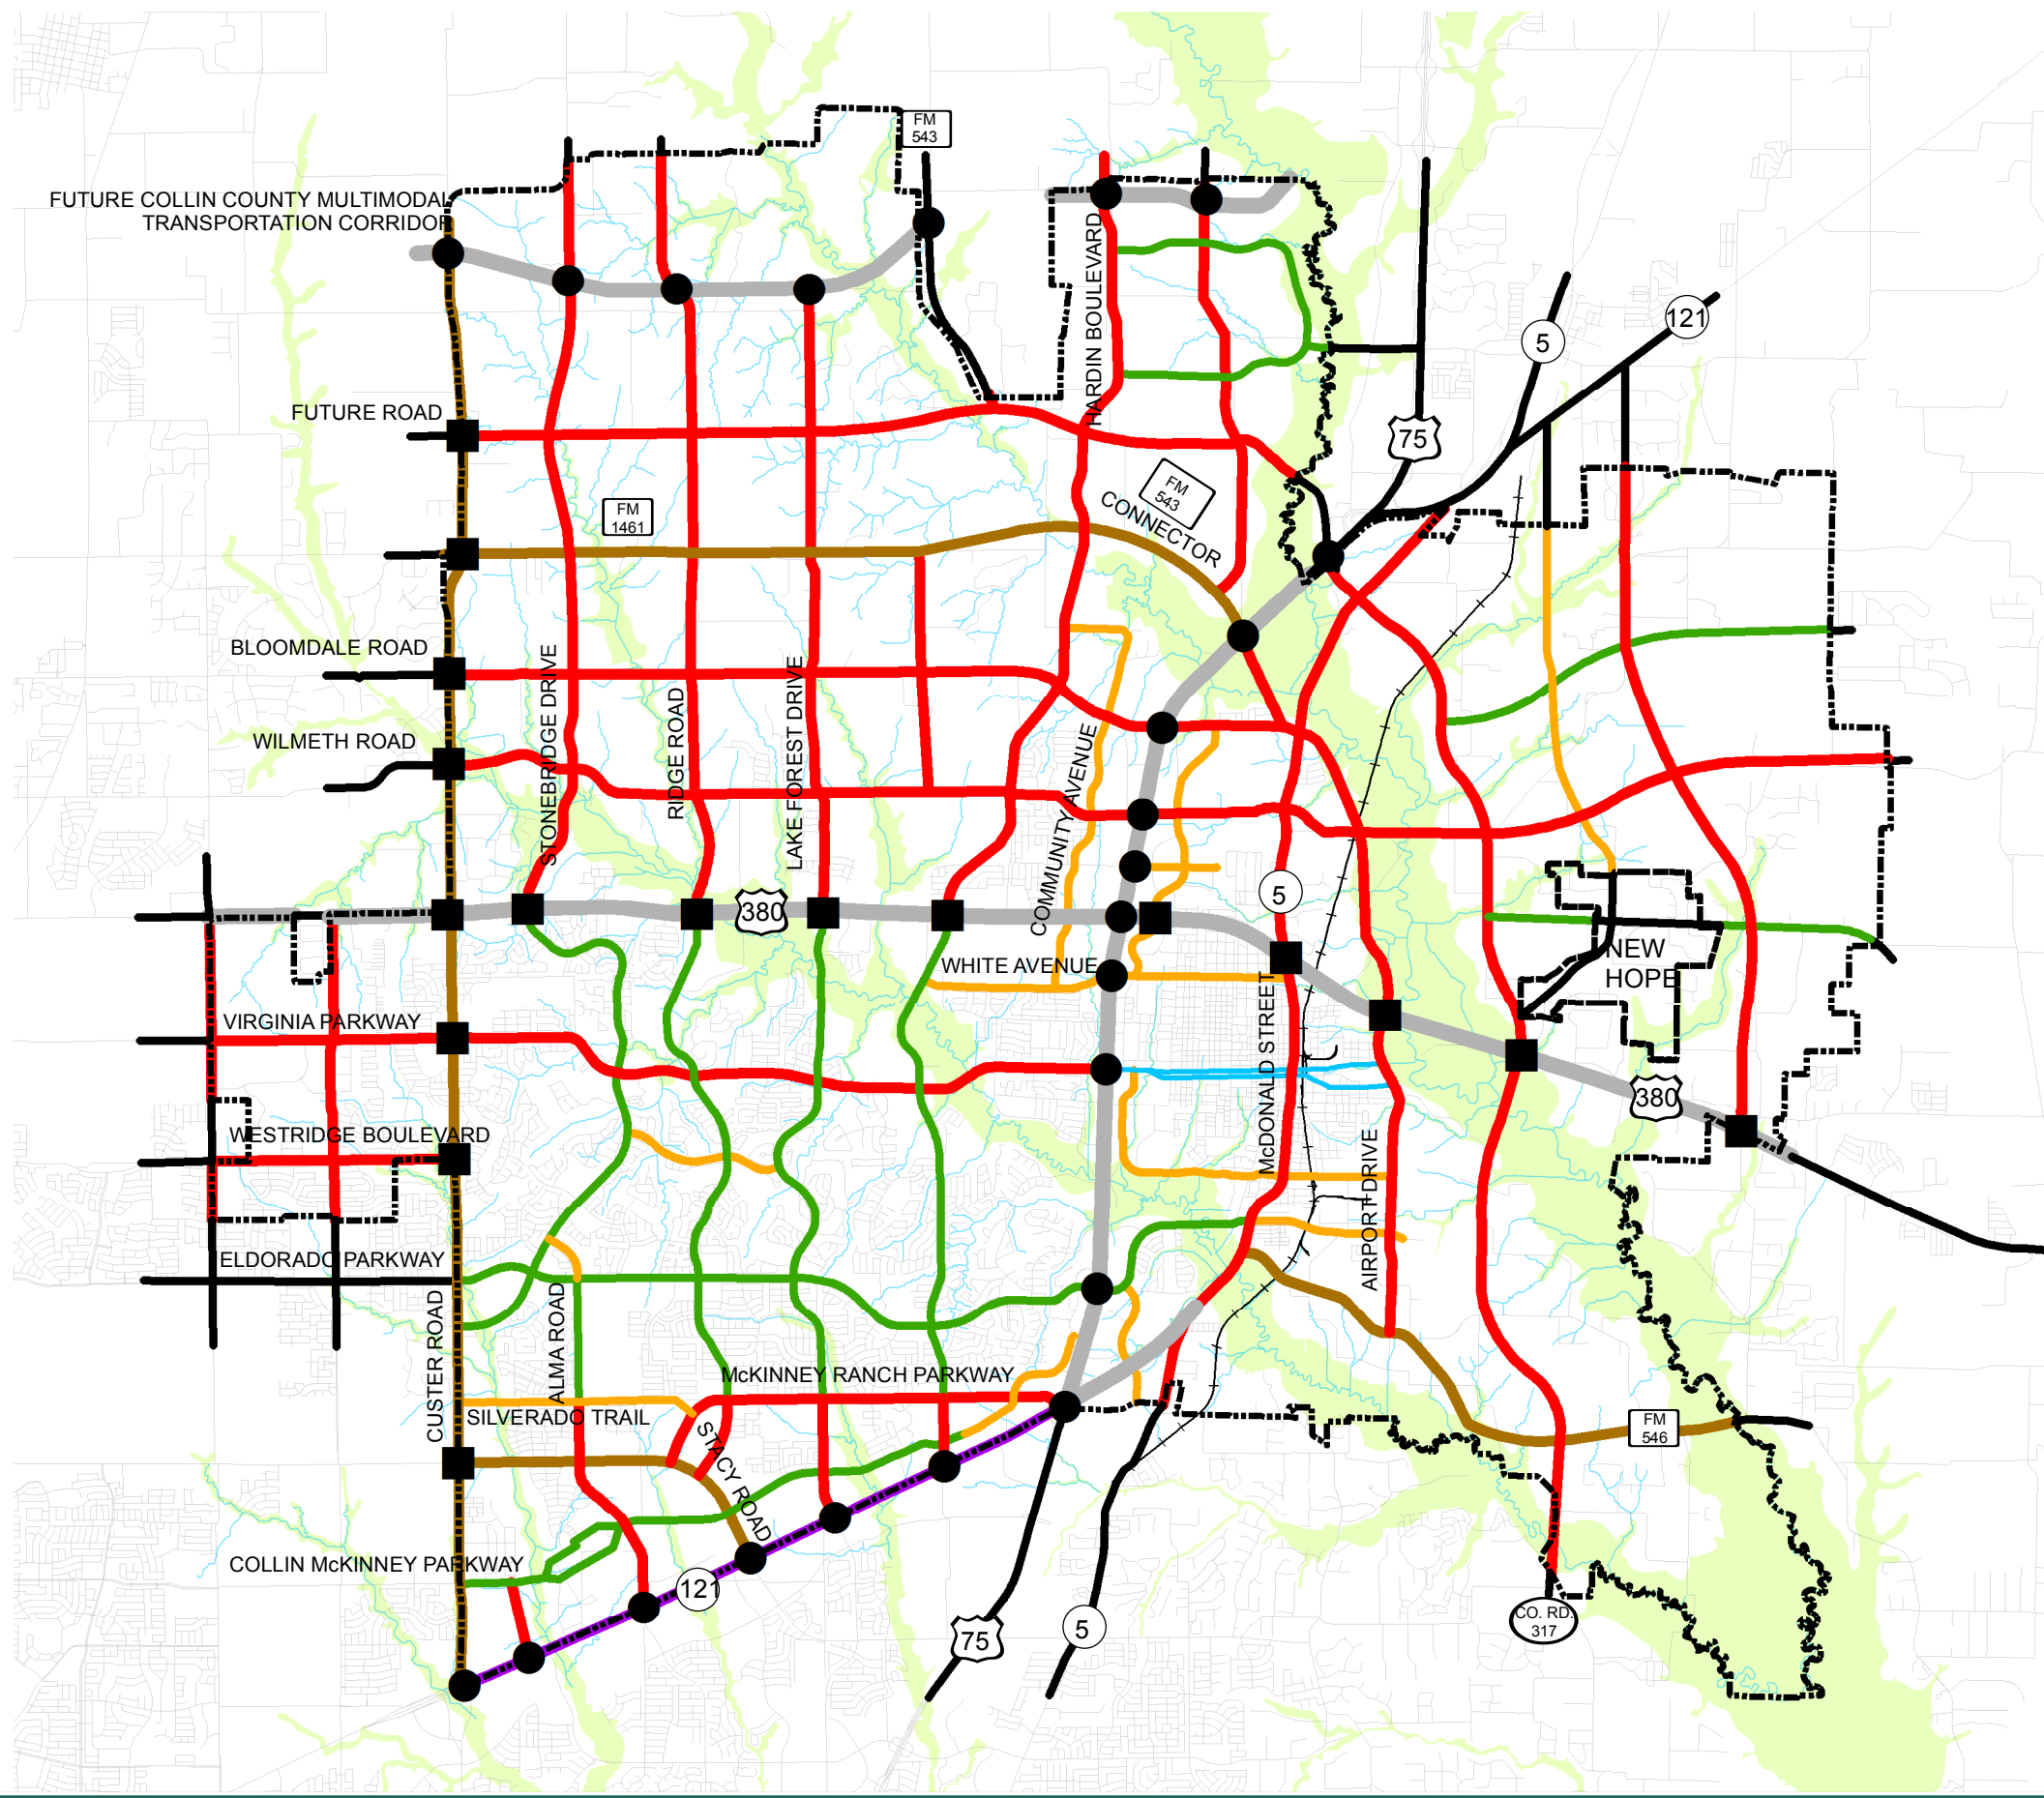 FM
543
FUTURE COLLIN COUNTY MULTIMODAL
TRANSPORTATION CORRIDOR
HARDIN BOULEVARD
121
5
FUTURE ROAD
75
FM
543
CONNECTOR
FM
1461
BLOOMDALE ROAD
STONEBRIDGE DRIVE
RIDGE ROAD
LAKE FOREST DRIVE
WILMETH ROAD
COMMUNITY AVENUE
5
380
NEW
HOPE
WHITE AVENUE
McDONALD STREET
VIRGINIA PARKWAY
380
WESTRIDGE BOULEVARD
AIRPORT DRIVE
ELDORADO PARKWAY
CUSTER ROAD
ALMA ROAD
McKINNEY RANCH PARKWAY
SILVERADO TRAIL
STACY ROAD
FM
546
COLLIN McKINNEY PARKWAY
121
CO. RD.
317
75
5